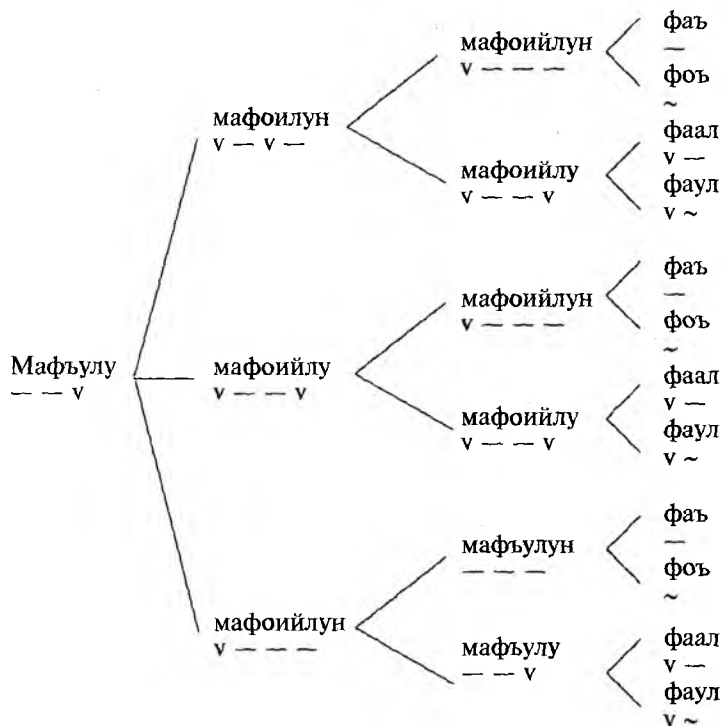 фаъ
мафоийлун —
v — — — фоъ
~
мафоилун фаал
v — v — мафоийлу v —
v — — v фаул
v ~
фаъ
мафоийлун —
v — — — фоъ
~
Мафъулу мафоийлу фаал
— — v v — — v мафоийлу v —
v — — v фаул
v ~
фаъ
мафъулун —
— — — фоъ
~
мафоийлун фаал
v — — — мафъулу v —
— — v фаул
v ~